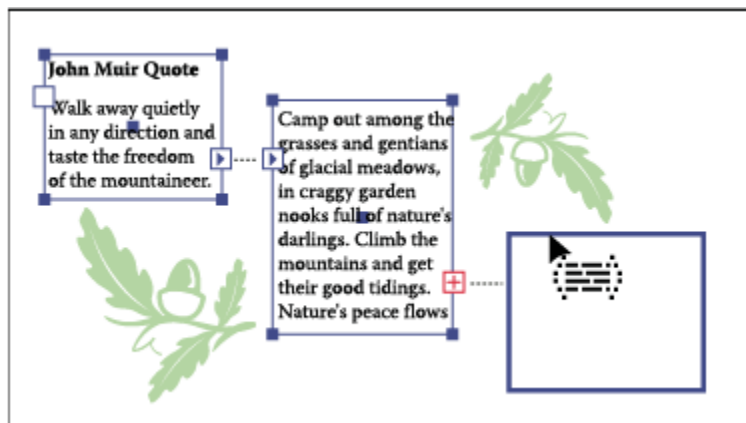 John Muir Quote
Walk away quietly
in any direction and
taste the freedom
of the mountaineer.
Camp out among the
grasses and gentians
of glacial meadows,
in craggy garden
nooks full of nature's
darlings. Climb the
mountains and get
their good tidings.
Nature's peace flows